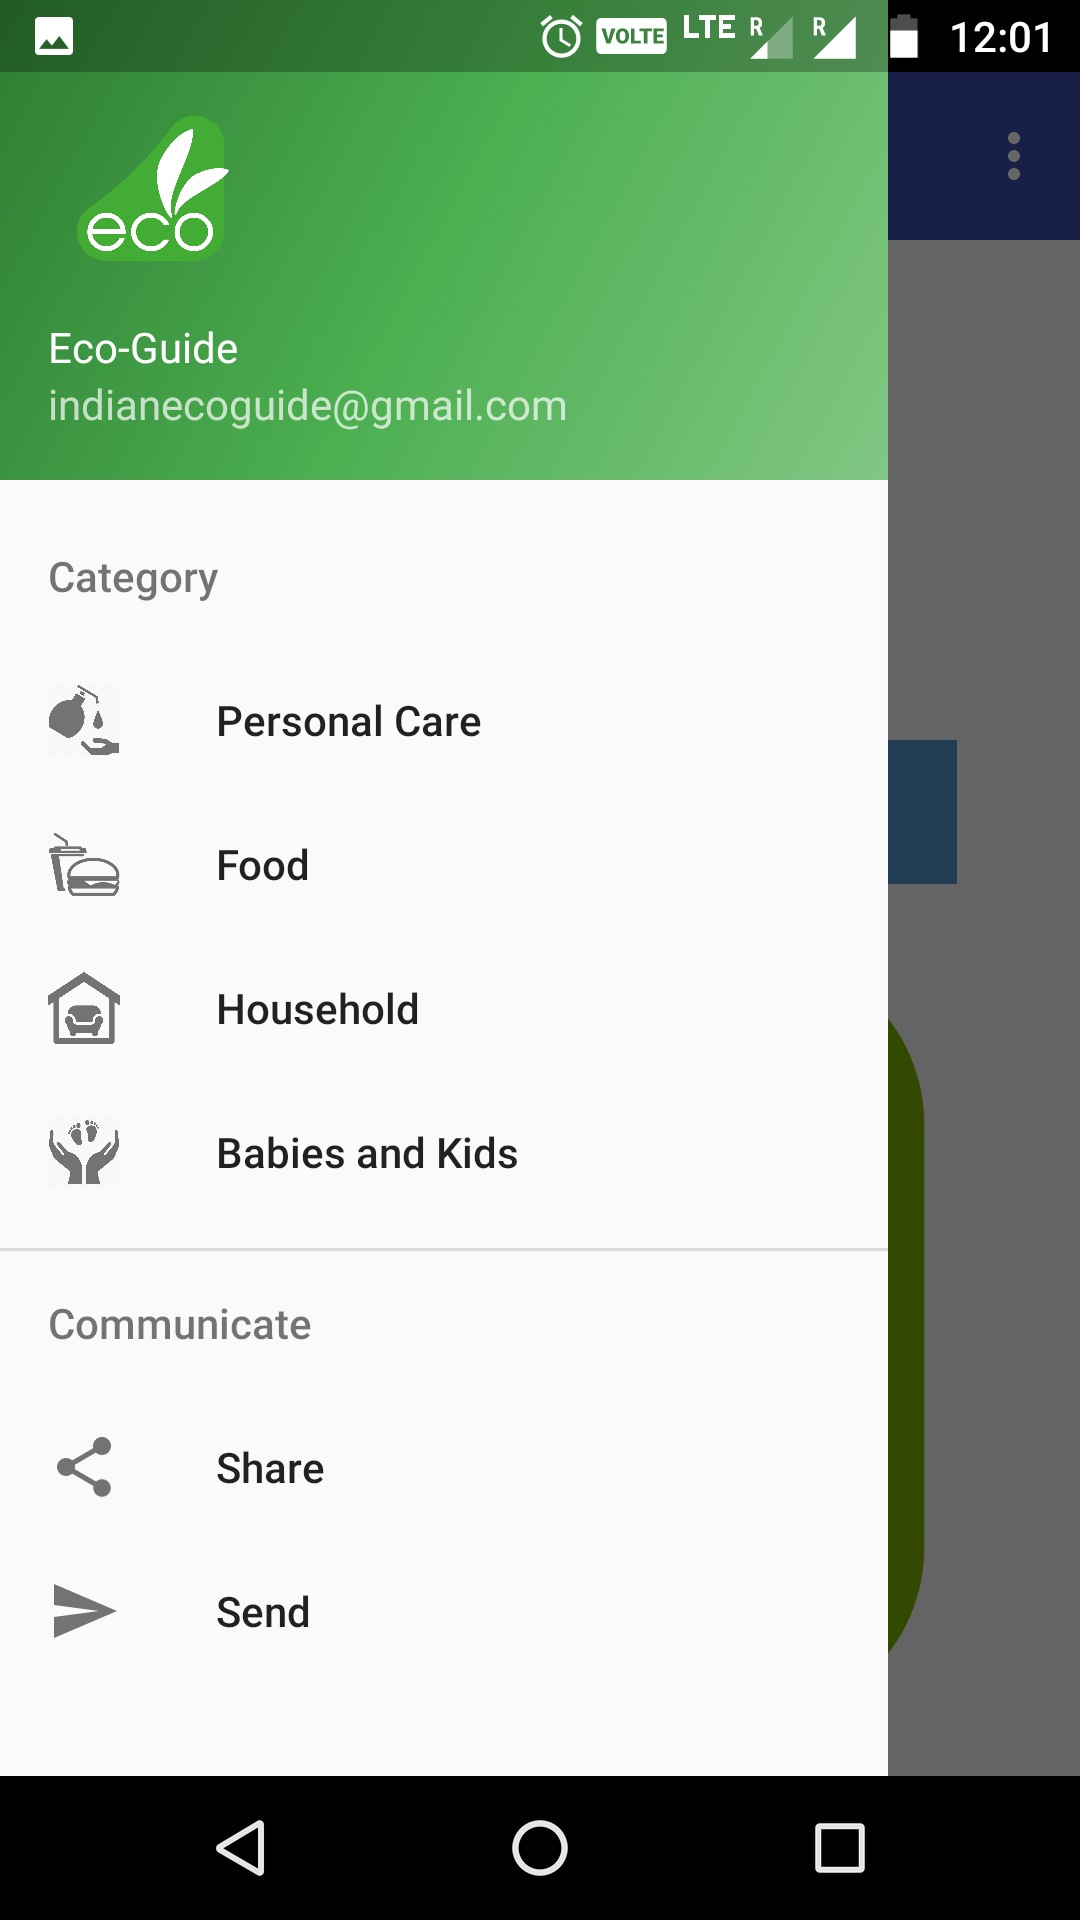 VOLTE LTE R R 12:01
eco
Eco-Guide
indianecoguide@gmail.com
Category
Personal Care
Food
Household
Babies and Kids
Communicate
Share
Send